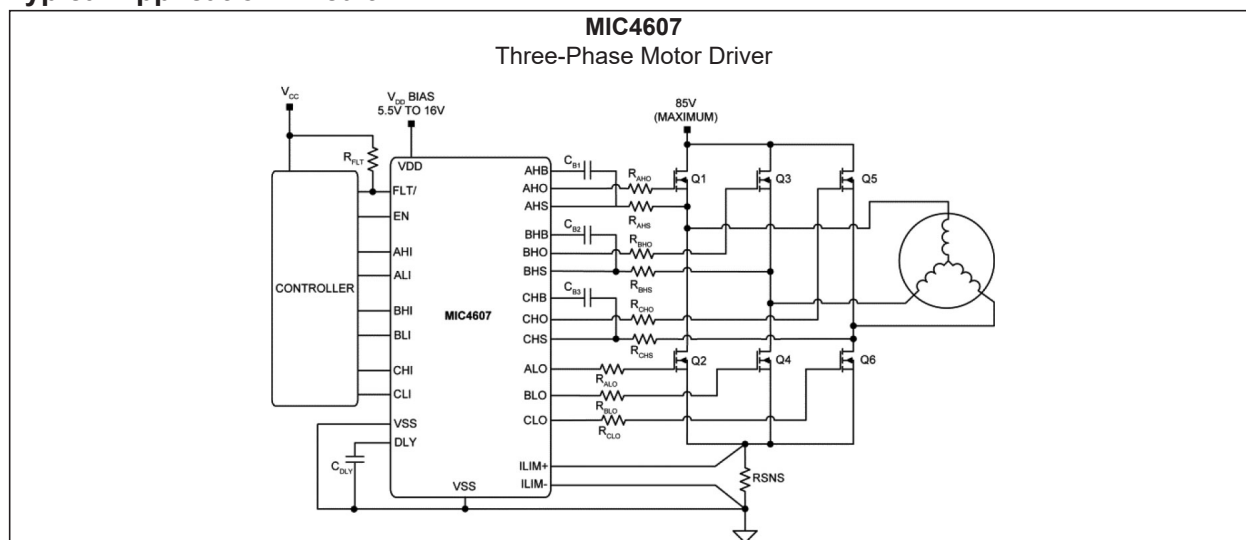 MIC4607
Three-Phase Motor Driver
VCC
VDD BIAS
5.5V TO 16V
85V
(MAXIMUM)
RFLT
VDD
FLT/
EN
AHI
ALI
BHI
BLI
CHI
CLI
VSS
DLY
CONTROLLER
CDLY
MIC4607
VSS
AHB
AHO
AHS
BHB
BHO
BHS
CHB
CHO
CHS
ALO
BLO
CLO
ILIM+
ILIM-
CB1
RAHO
RAHS
CB2
RBHO
RBHS
CB3
RCHO
RCHS
RALO
RBLO
RCLO
Q1
Q3
Q5
Q2
Q4
Q6
RSNS